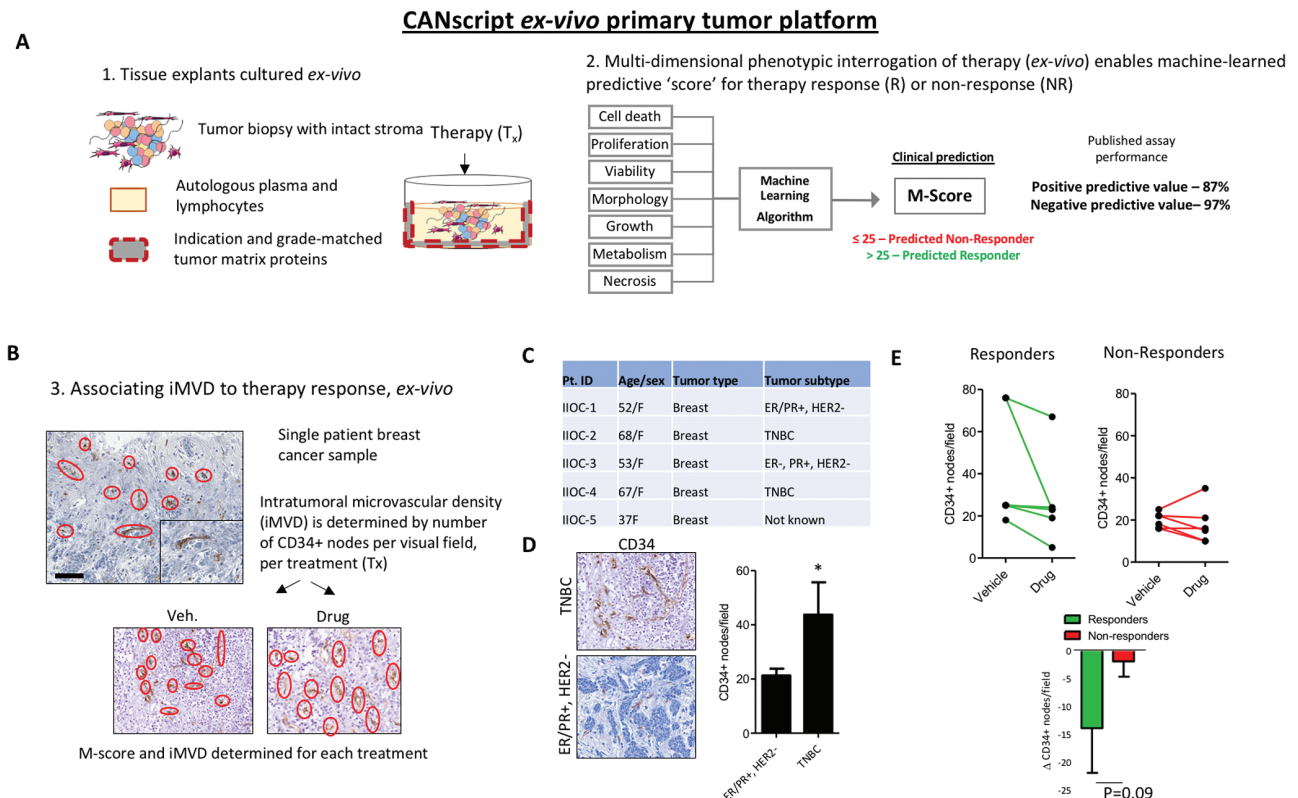 CANscript ex-vivo primary tumor platform
A
1. Tissue explants cultured ex-vivo
Tumor biopsy with intact stroma
Therapy (Tx)
Autologous plasma and
lymphocytes
Indication and grade-matched
tumor matrix proteins
2. Multi-dimensional phenotypic interrogation of therapy (ex-vivo) enables machine-learned
predictive ‘score’ for therapy response (R) or non-response (NR)
Cell death
Proliferation
Viability
Morphology
Growth
Metabolism
Necrosis
Machine
Learning
Algorithm
Clinical prediction
M-Score
≤ 25 – Predicted Non-Responder
> 25 – Predicted Responder
Published assay
performance
Positive predictive value – 87%
Negative predictive value– 97%
B
3. Associating iMVD to therapy response, ex-vivo
Single patient breast
cancer sample
Intratumoral microvascular density
(iMVD) is determined by number
of CD34+ nodes per visual field,
per treatment (Tx)
Veh.
Drug
M-score and iMVD determined for each treatment
C
Pt. ID Age/sex Tumor type Tumor subtype
IIOC-1 52/F Breast ER/PR+, HER2-
IIOC-2 68/F Breast TNBC
IIOC-3 53/F Breast ER-, PR+, HER2-
IIOC-4 67/F Breast TNBC
IIOC-5 37F Breast Not known
D
CD34
TNBC
ER/PR+, HER2 -
CD34+ nodes/field
60
40
20
0
*
ER/PR+, HER2-
TNBC
E
Responders
CD34+ nodes/field
80
60
40
20
0
Vehicle
Drug
Non-Responders
CD34+ nodes/field
80
60
40
20
0
Vehicle
Drug
Responders
Non-responders
Δ CD34+ nodes/field
0
-5
-10
-15
-20
-25
P=0.09